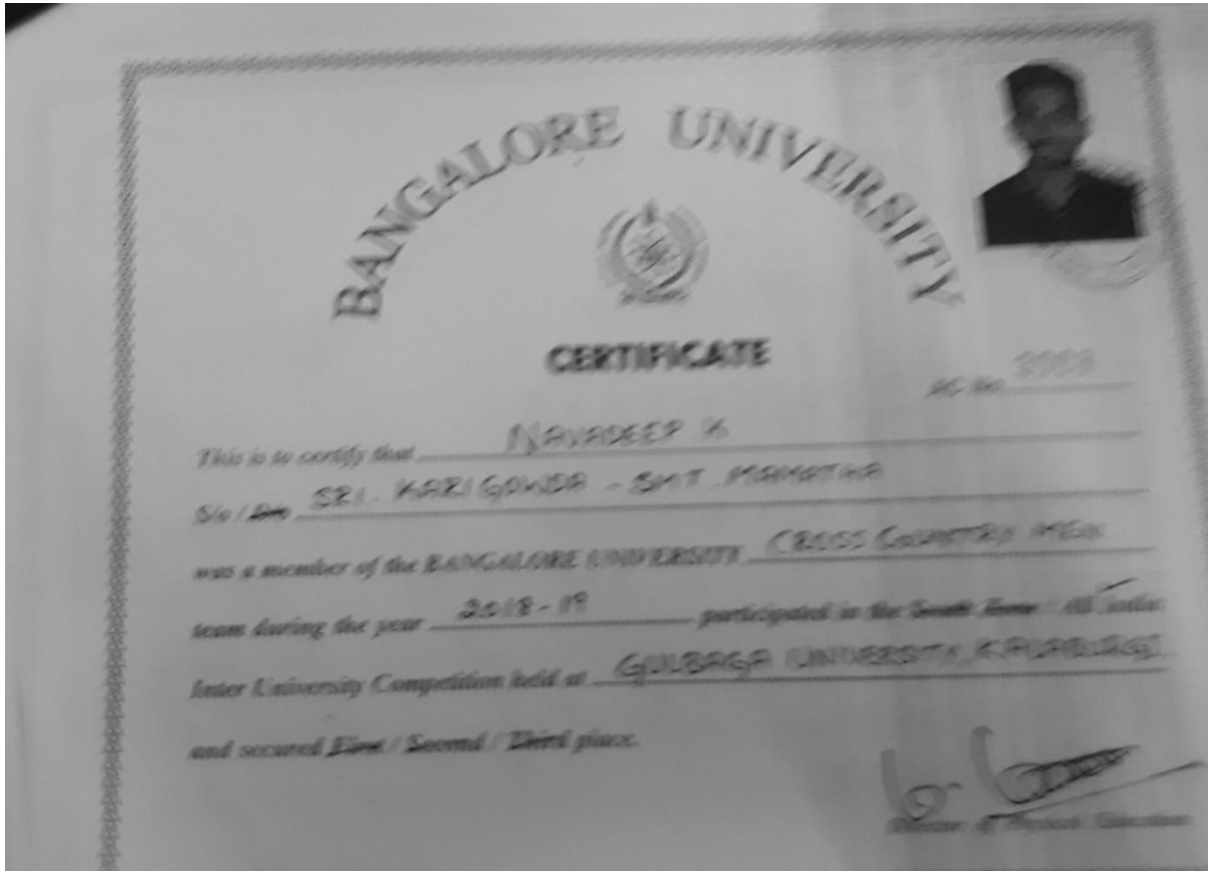 BANGALORE UNIVERSITY
CERTIFICATE
AC No
This is to certify that NAVADEEP K
S/o / D/o SRI. KARIGOWDA - SMT. MAMATHA
was a member of the BANGALORE UNIVERSITY CROSS COUNTRY MEN
team during the year 2018-19 participated in the South Zone / All India
Inter University Competition held at GULBAGA UNIVERSITY, KALABURAGI
and secured First / Second / Third place.
Director of Physical Education